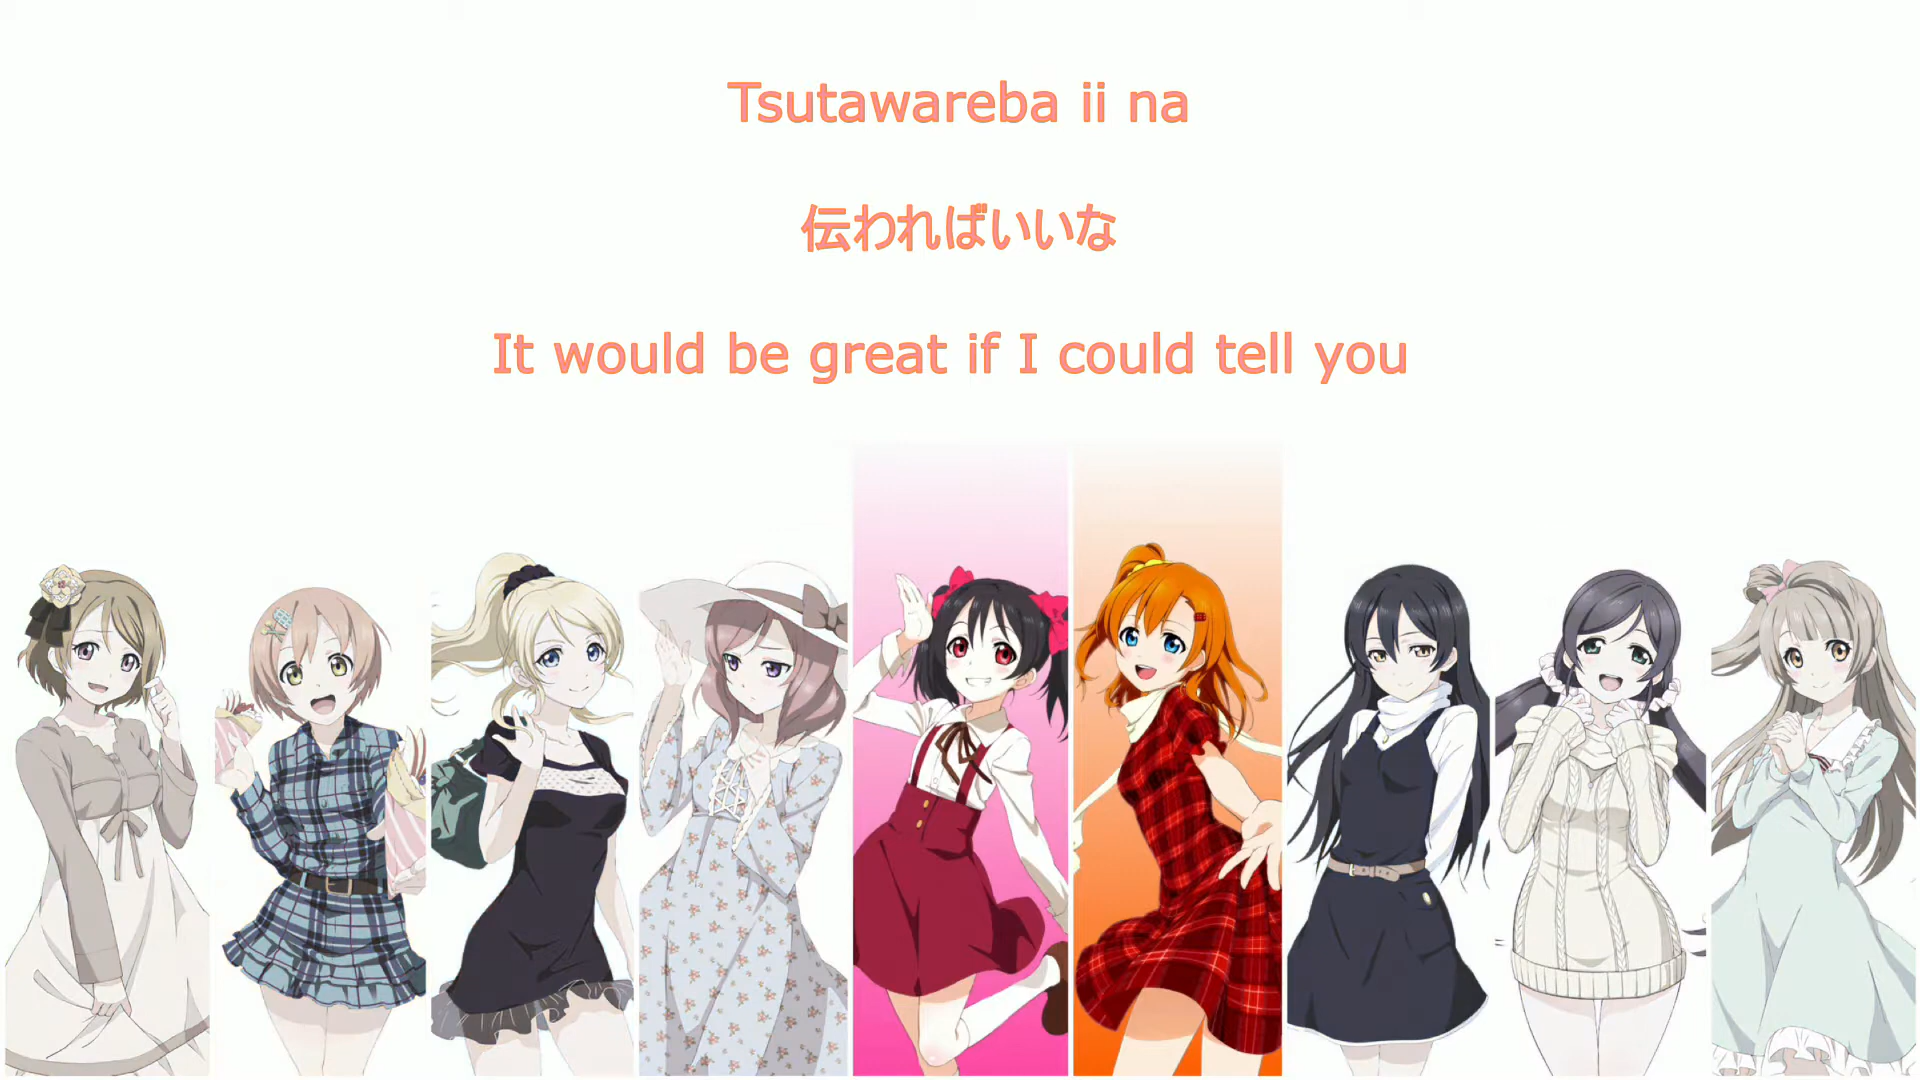 Tsutawareba ii na
伝わればいいな
It would be great if I could tell you